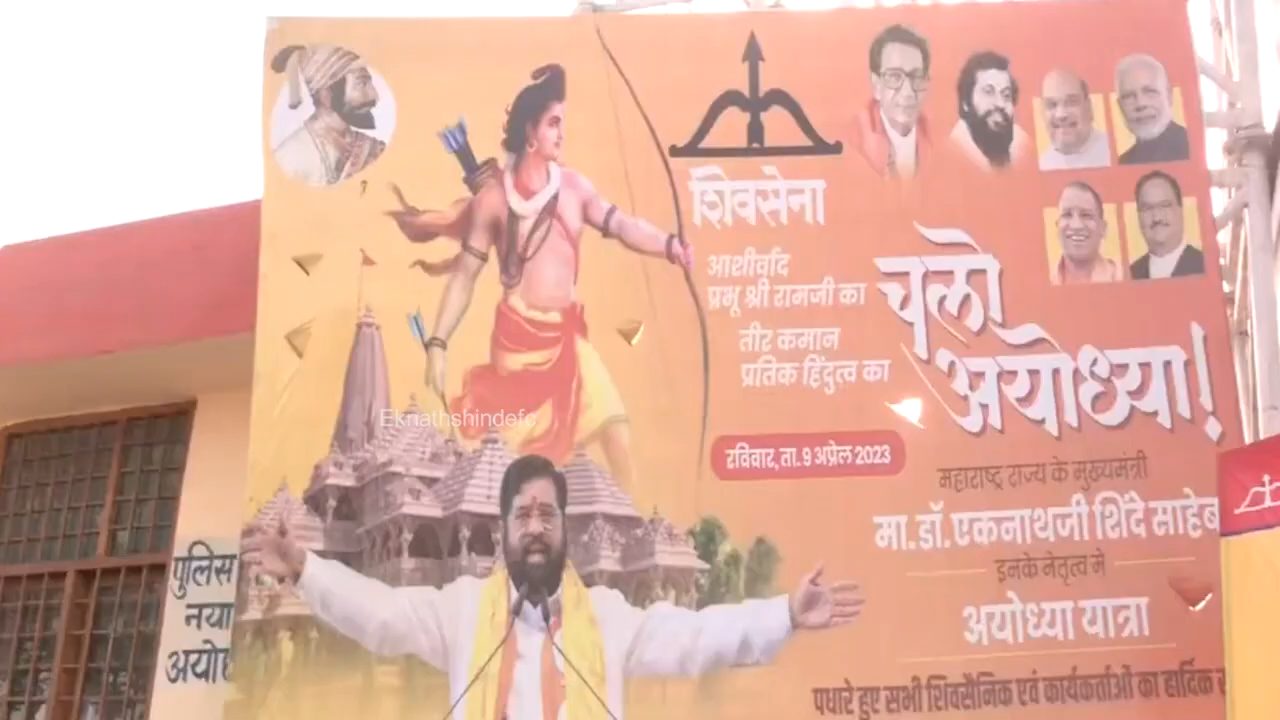 शिवसेना
आशीर्वाद
प्रभू श्री रामजी का
तीर कमान
प्रतिक हिंदुत्व का
चलो
अयोध्या!
रविवार, ता. 9 अप्रेल 2023
महाराष्ट्र राज्य के मुख्यमंत्री
मा. डॉ. एकनाथजी शिंदे साहेब
इनके नेतृत्व मे
अयोध्या यात्रा
पधारे हुए सभी शिवसैनिक एवं कार्यकर्ताओं का हार्दिक
Eknathshindefc
पुलिस
नया